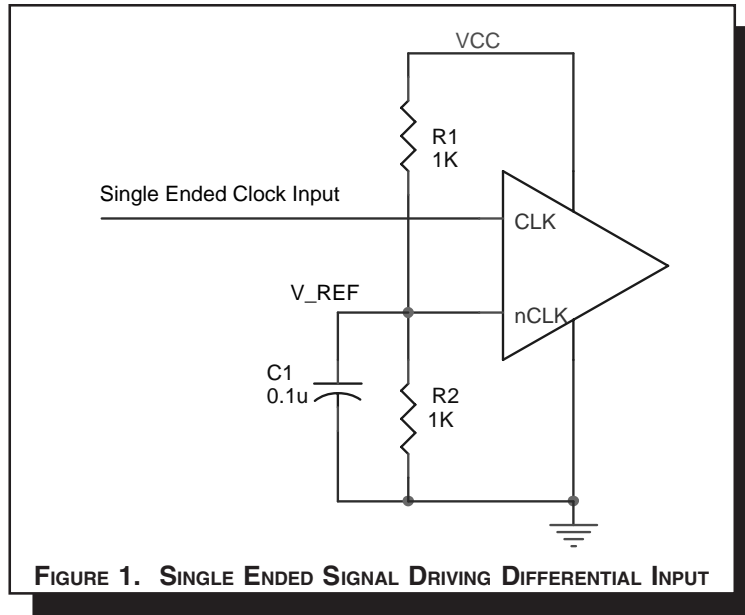 VCC
R1
1K
Single Ended Clock Input
CLK
V_REF
nCLK
C1
0.1u
R2
1K
FIGURE 1. SINGLE ENDED SIGNAL DRIVING DIFFERENTIAL INPUT